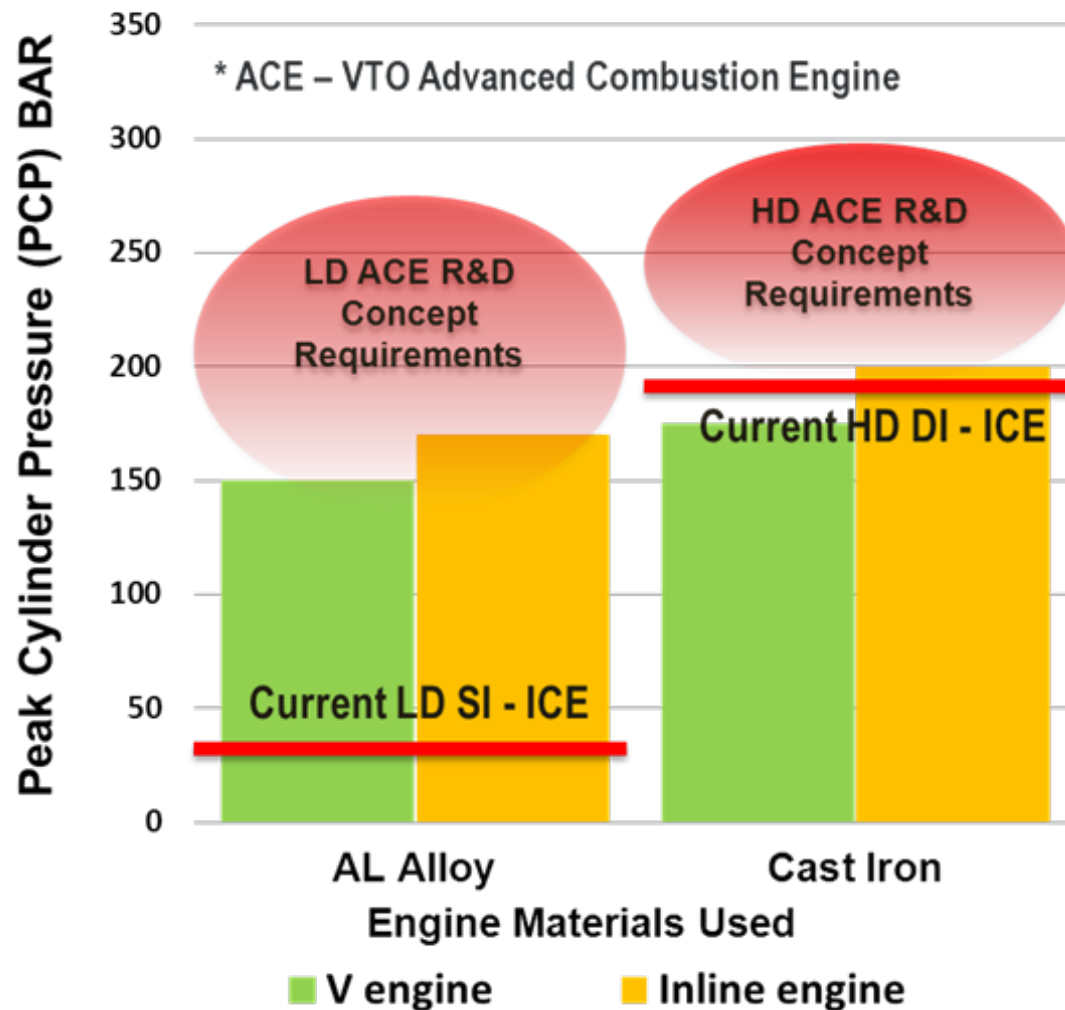 Peak Cylinder Pressure (PCP) BAR
350
300
250
200
150
100
50
0
* ACE – VTO Advanced Combustion Engine
LD ACE R&D
Concept
Requirements
HD ACE R&D
Concept
Requirements
Current HD DI - ICE
Current LD SI - ICE
AL Alloy
Cast Iron
Engine Materials Used
V engine
Inline engine